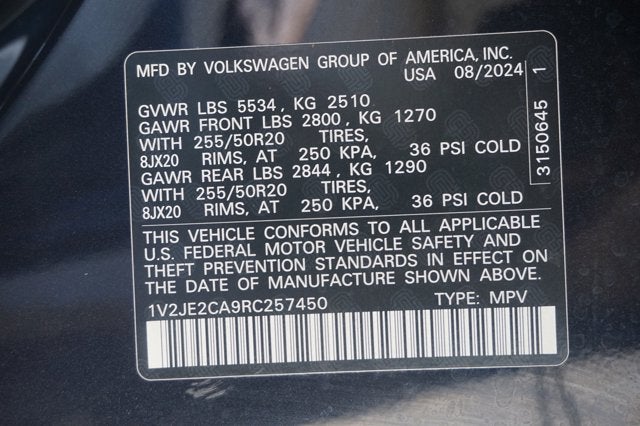 MFD BY VOLKSWAGEN GROUP OF AMERICA, INC.
USA 08/2024
GVWR LBS 5534, KG 2510
GAWR FRONT LBS 2800, KG 1270
WITH 255/50R20 TIRES,
8JX20 RIMS, AT 250 KPA, 36 PSI COLD
GAWR REAR LBS 2844, KG 1290
WITH 255/50R20 TIRES,
8JX20 RIMS, AT 250 KPA, 36 PSI COLD
3150645 1
THIS VEHICLE CONFORMS TO ALL APPLICABLE
U.S. FEDERAL MOTOR VEHICLE SAFETY AND
THEFT PREVENTION STANDARDS IN EFFECT ON
THE DATE OF MANUFACTURE SHOWN ABOVE.
1V2JE2CA9RC257450 TYPE: MPV